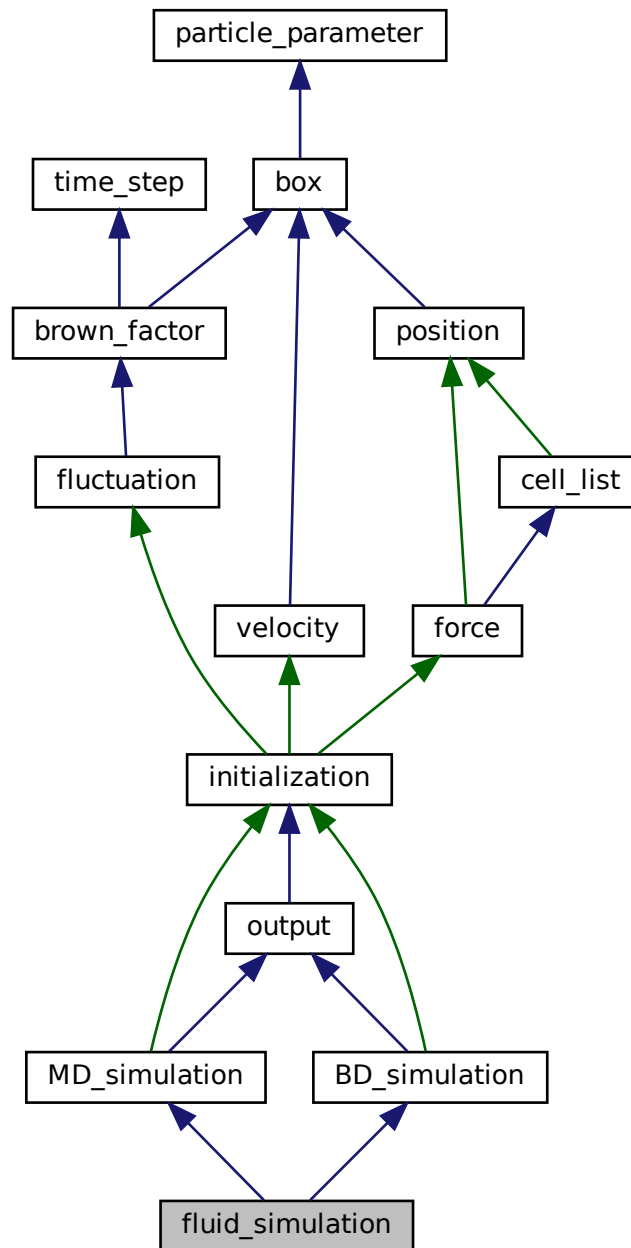 particle_parameter
time_step
box
brown_factor
position
fluctuation
cell_list
velocity
force
initialization
output
MD_simulation
BD_simulation
fluid_simulation